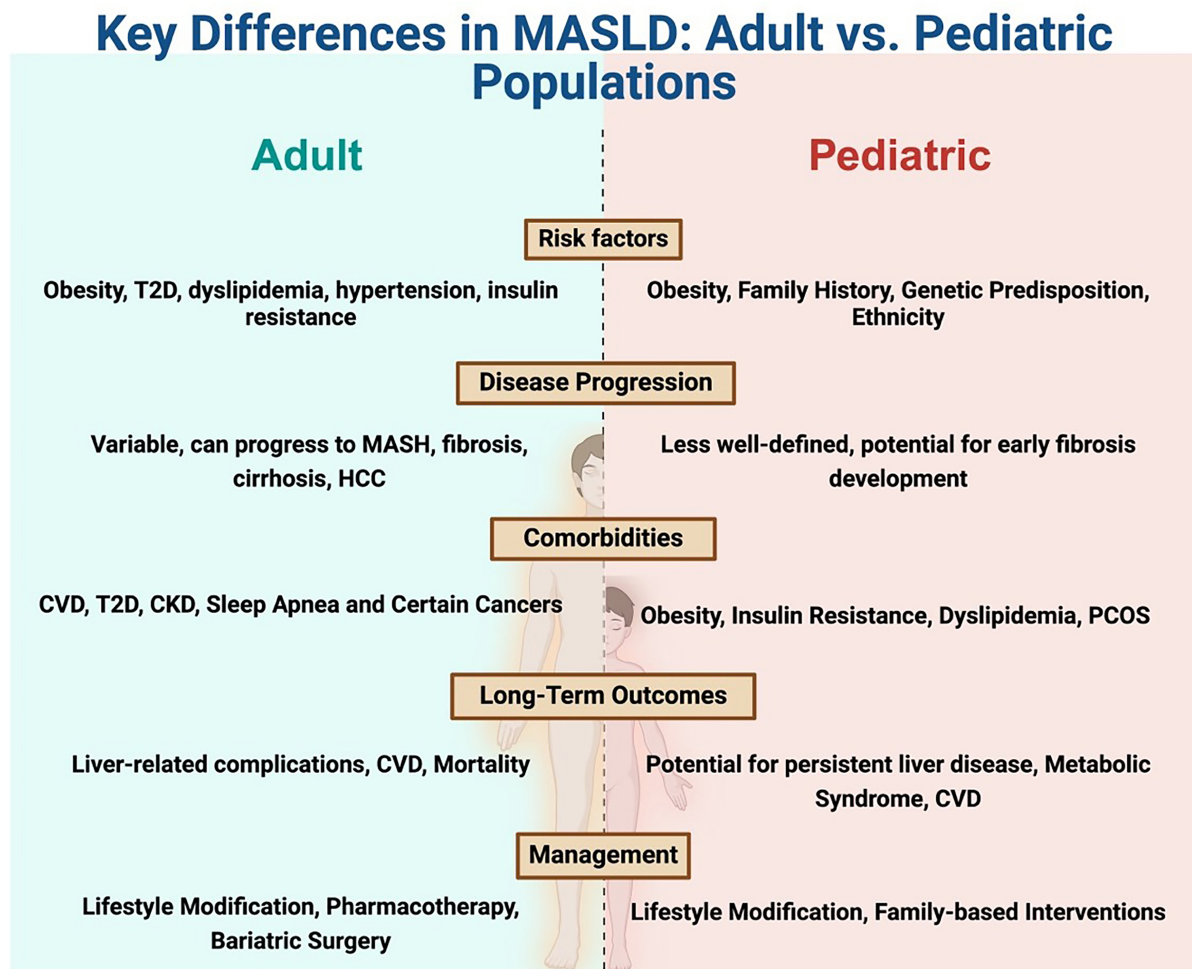 Key Differences in MASLD: Adult vs. Pediatric
Populations
Adult
Pediatric
Risk factors
Obesity, T2D, dyslipidemia, hypertension, insulin
resistance
Obesity, Family History, Genetic Predisposition,
Ethnicity
Disease Progression
Variable, can progress to MASH, fibrosis,
cirrhosis, HCC
Less well-defined, potential for early fibrosis
development
Comorbidities
CVD, T2D, CKD, Sleep Apnea and Certain Cancers
Obesity, Insulin Resistance, Dyslipidemia, PCOS
Long-Term Outcomes
Liver-related complications, CVD, Mortality
Potential for persistent liver disease, Metabolic
Syndrome, CVD
Management
Lifestyle Modification, Pharmacotherapy,
Bariatric Surgery
Lifestyle Modification, Family-based Interventions